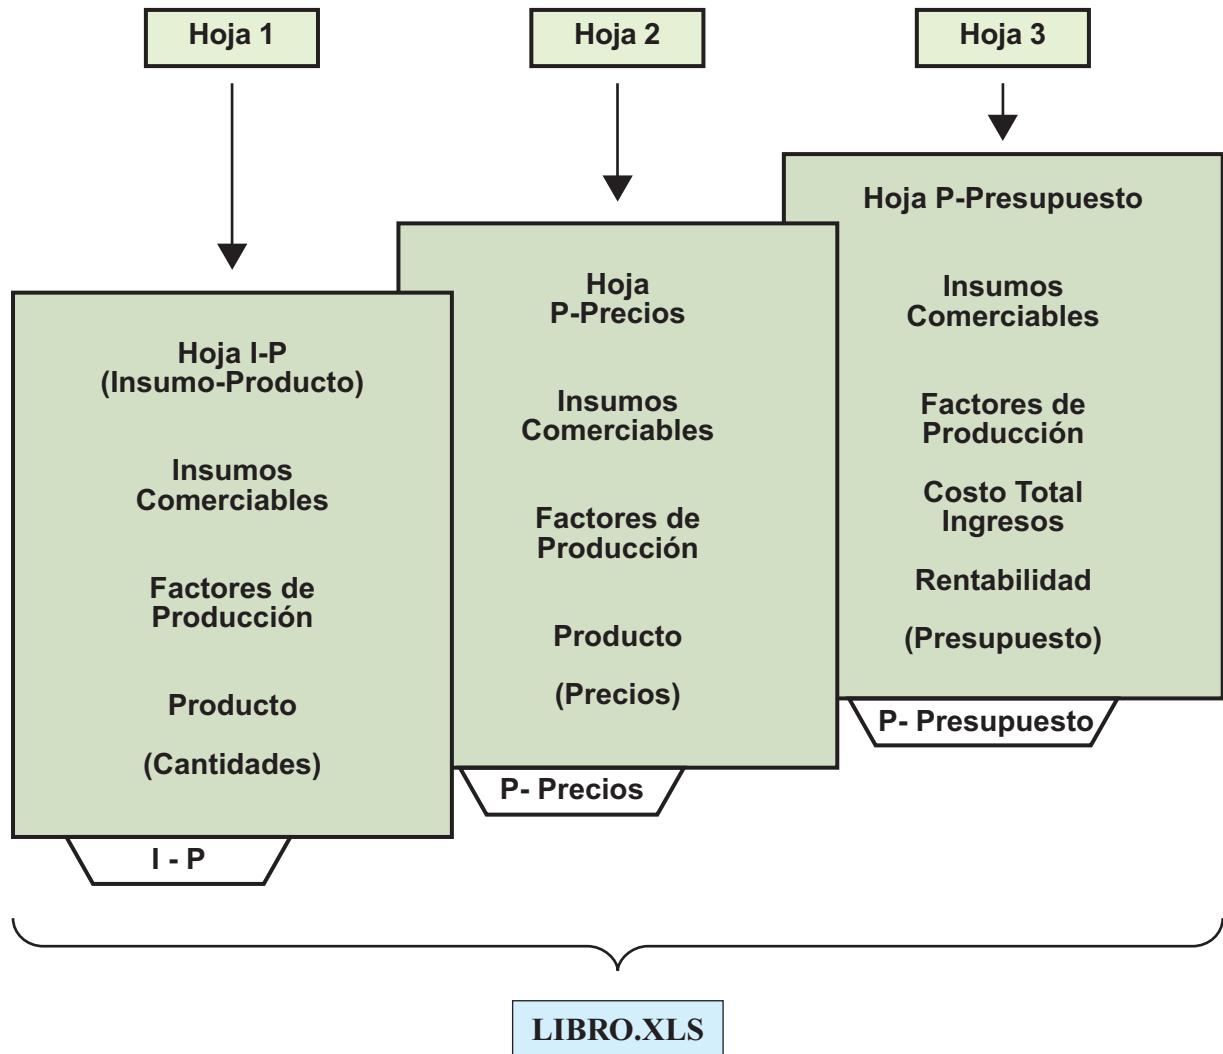 Hoja 1
Hoja 2
Hoja 3
Hoja I-P
(Insumo-Producto)
Insumos
Comerciables
Factores de
Producción
Producto
(Cantidades)
I - P
Hoja
P-Precios
Insumos
Comerciables
Factores de
Producción
Producto
(Precios)
P- Precios
Hoja P-Presupuesto
Insumos
Comerciables
Factores de
Producción
Costo Total
Ingresos
Rentabilidad
(Presupuesto)
P- Presupuesto
LIBRO.XLS